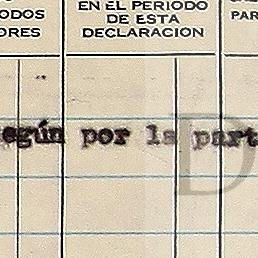 EN EL PERIODO
ODOS DE ESTA PAR
ORES DECLARACION
egún por la part
D